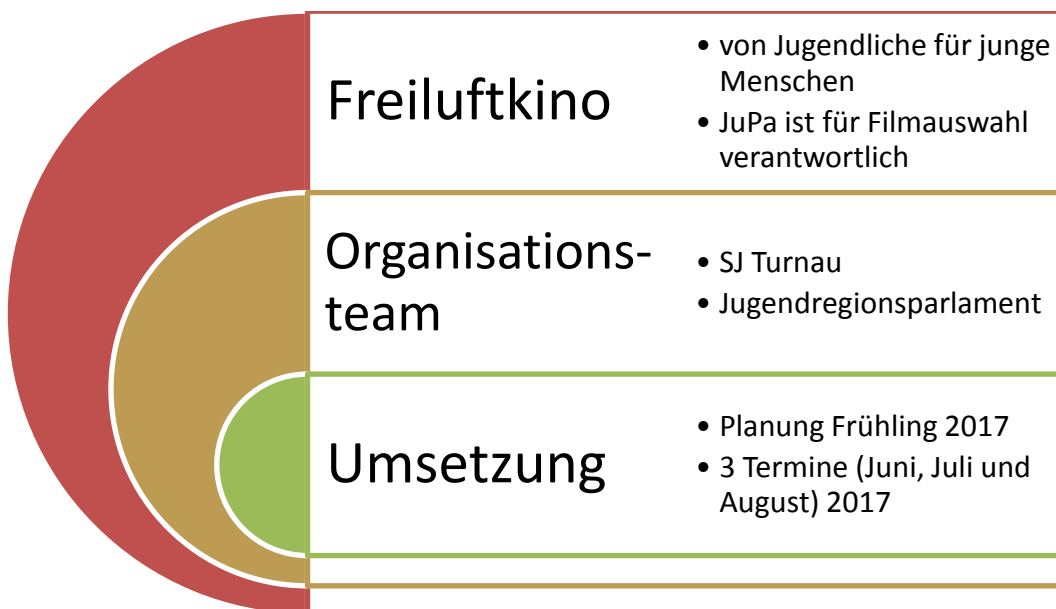 Freiluftkino
• von Jugendliche für junge
Menschen
• JuPa ist für Filmauswahl
verantwortlich
Organisations-
team
• SJ Turnau
• Jugendregionsparlament
Umsetzung
• Planung Frühling 2017
• 3 Termine (Juni, Juli und
August) 2017